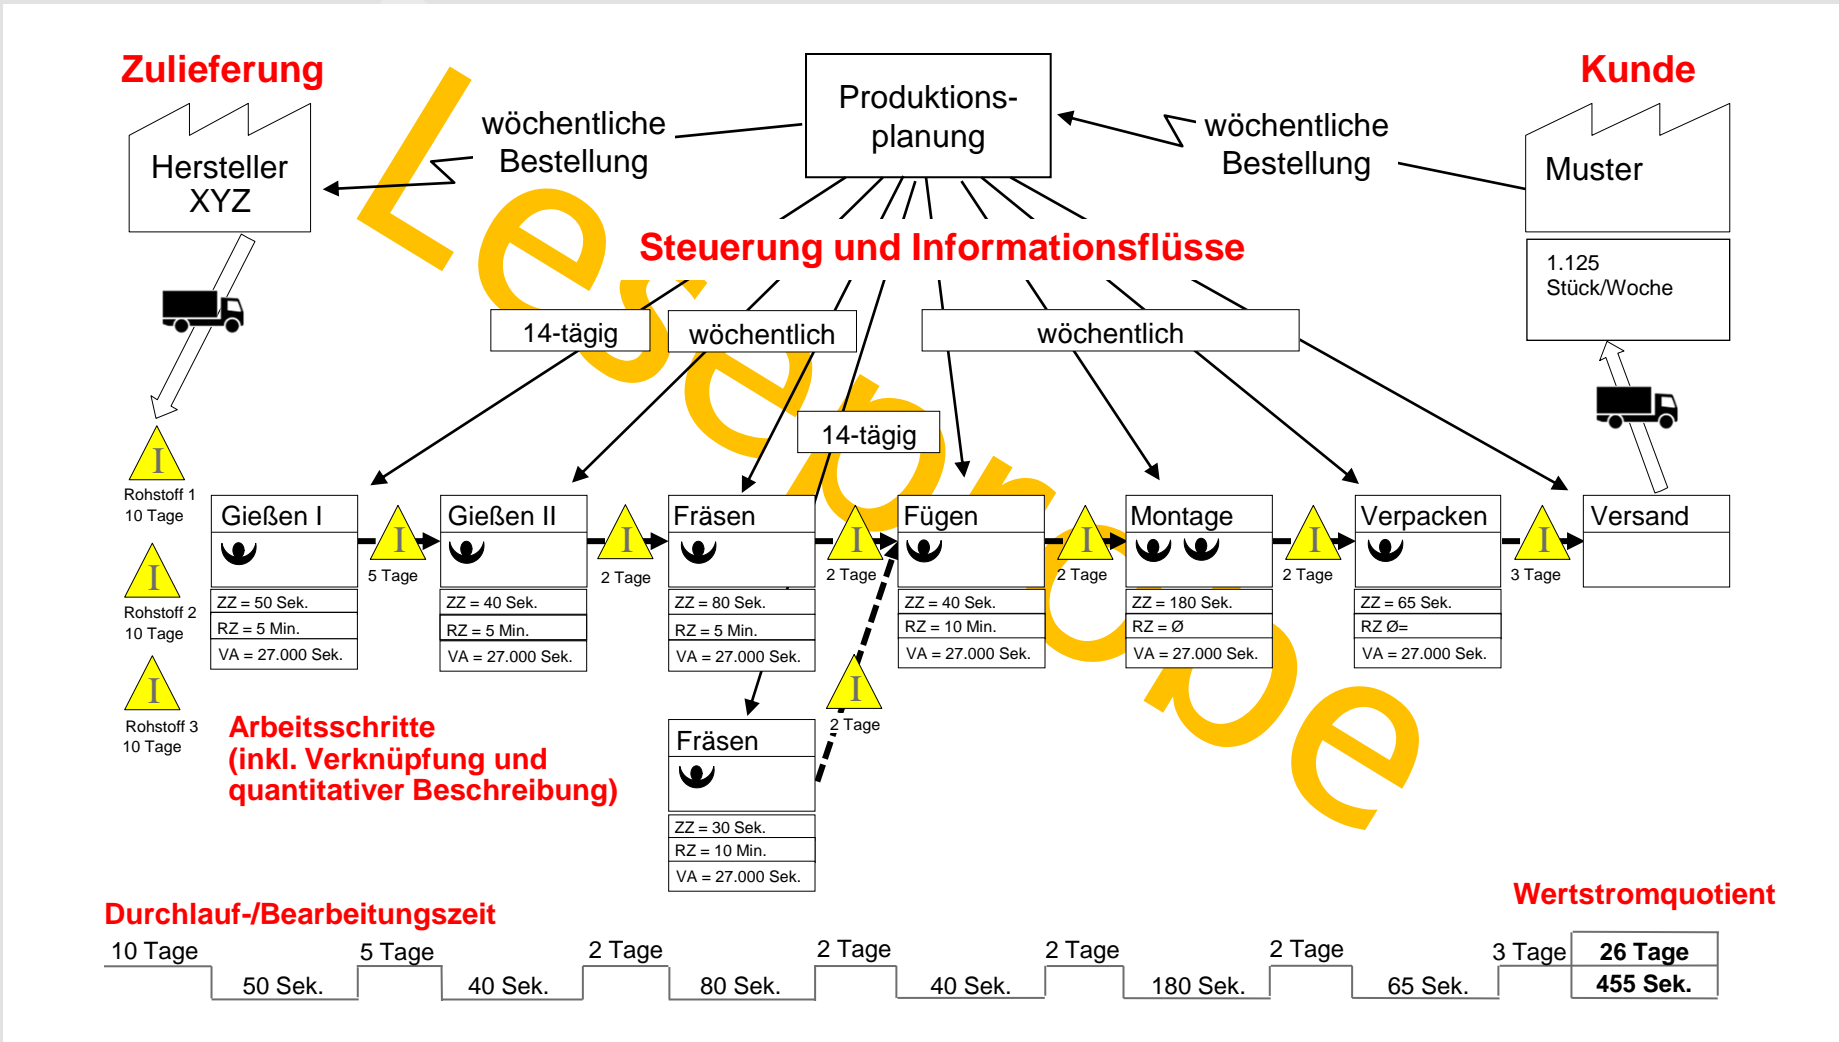 Zulieferung
Kunde
Produktions-
planung
wöchentliche
Bestellung
wöchentliche
Bestellung
Hersteller
XYZ
Muster
Steuerung und Informationsflüsse
1.125
Stück/Woche
14-tägig
wöchentlich
wöchentlich
14-tägig
Leseprobe
I
Rohstoff 1
10 Tage
I
Rohstoff 2
10 Tage
I
Rohstoff 3
10 Tage
Gießen I
ZZ = 50 Sek.
RZ = 5 Min.
VA = 27.000 Sek.
I
5 Tage
Gießen II
ZZ = 40 Sek.
RZ = 5 Min.
VA = 27.000 Sek.
I
2 Tage
Fräsen
ZZ = 80 Sek.
RZ = 5 Min.
VA = 27.000 Sek.
I
2 Tage
Fügen
ZZ = 40 Sek.
RZ = 10 Min.
VA = 27.000 Sek.
I
2 Tage
Montage
ZZ = 180 Sek.
RZ = Ø
VA = 27.000 Sek.
I
2 Tage
Verpacken
ZZ = 65 Sek.
RZ Ø=
VA = 27.000 Sek.
I
3 Tage
Versand
Fräsen
ZZ = 30 Sek.
RZ = 10 Min.
VA = 27.000 Sek.
I
2 Tage
Arbeitsschritte
(inkl. Verknüpfung und
quantitativer Beschreibung)
Durchlauf-/Bearbeitungszeit
Wertstromquotient
10 Tage 5 Tage 2 Tage 2 Tage 2 Tage 2 Tage 3 Tage 26 Tage
50 Sek. 40 Sek. 80 Sek. 40 Sek. 180 Sek. 65 Sek. 455 Sek.